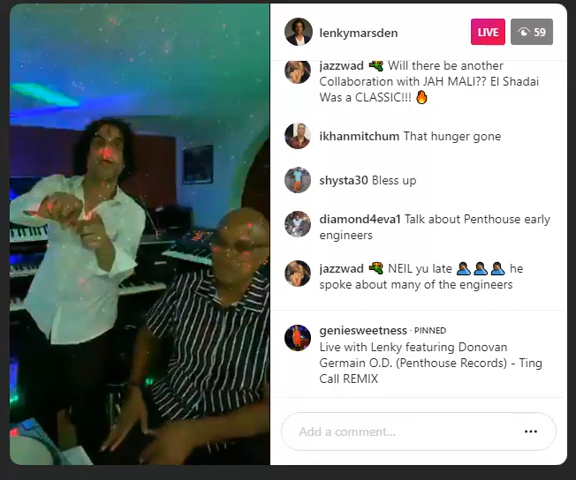 lenkymarsden
LIVE
59
jazzwad Will there be another
Collaboration with JAH MALI?? El Shadai
Was a CLASSIC!!! 🔥
ikhanmitchum That hunger gone
shysta30 Bless up
diamond4eva1 Talk about Penthouse early
engineers
jazzwad NEIL yu late 🤦🏾‍♂️🤦🏾‍♂️🤦🏾‍♂️ he
spoke about many of the engineers
geniesweetness · PINNED
Live with Lenky featuring Donovan
Germain O.D. (Penthouse Records) - Ting
Call REMIX
Add a comment...